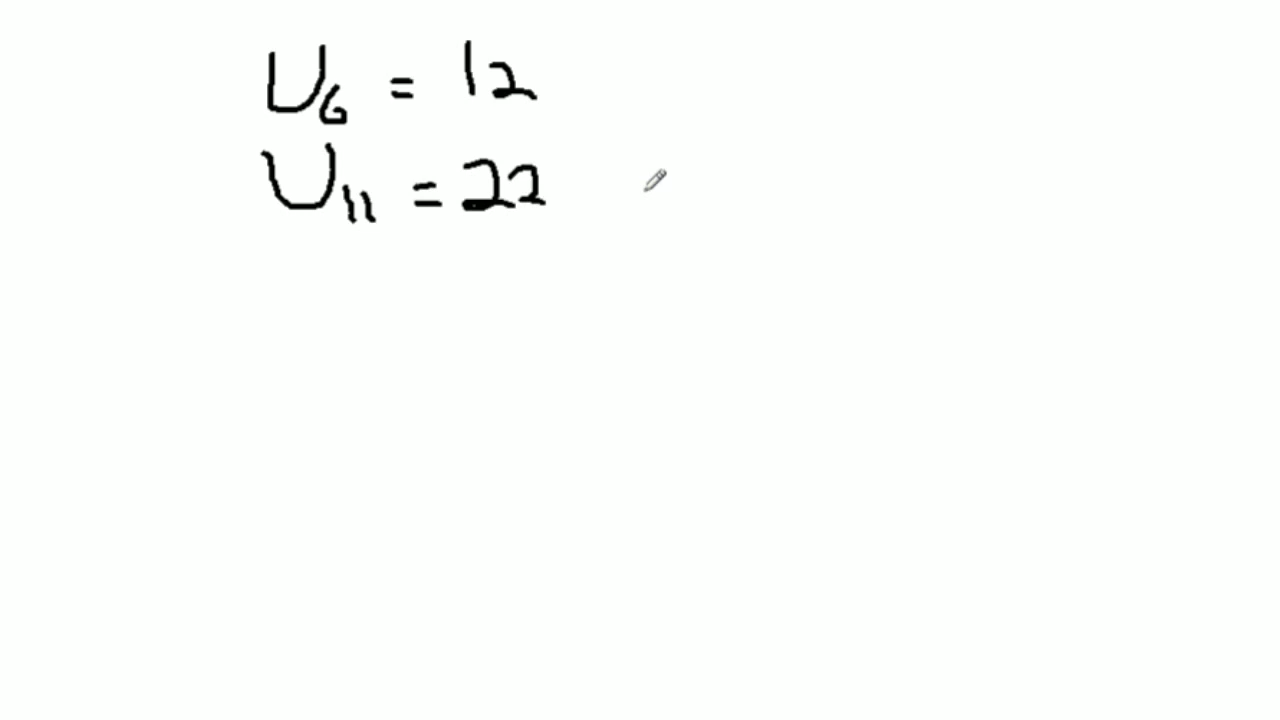 U₆ = 12
U₁₁ = 22